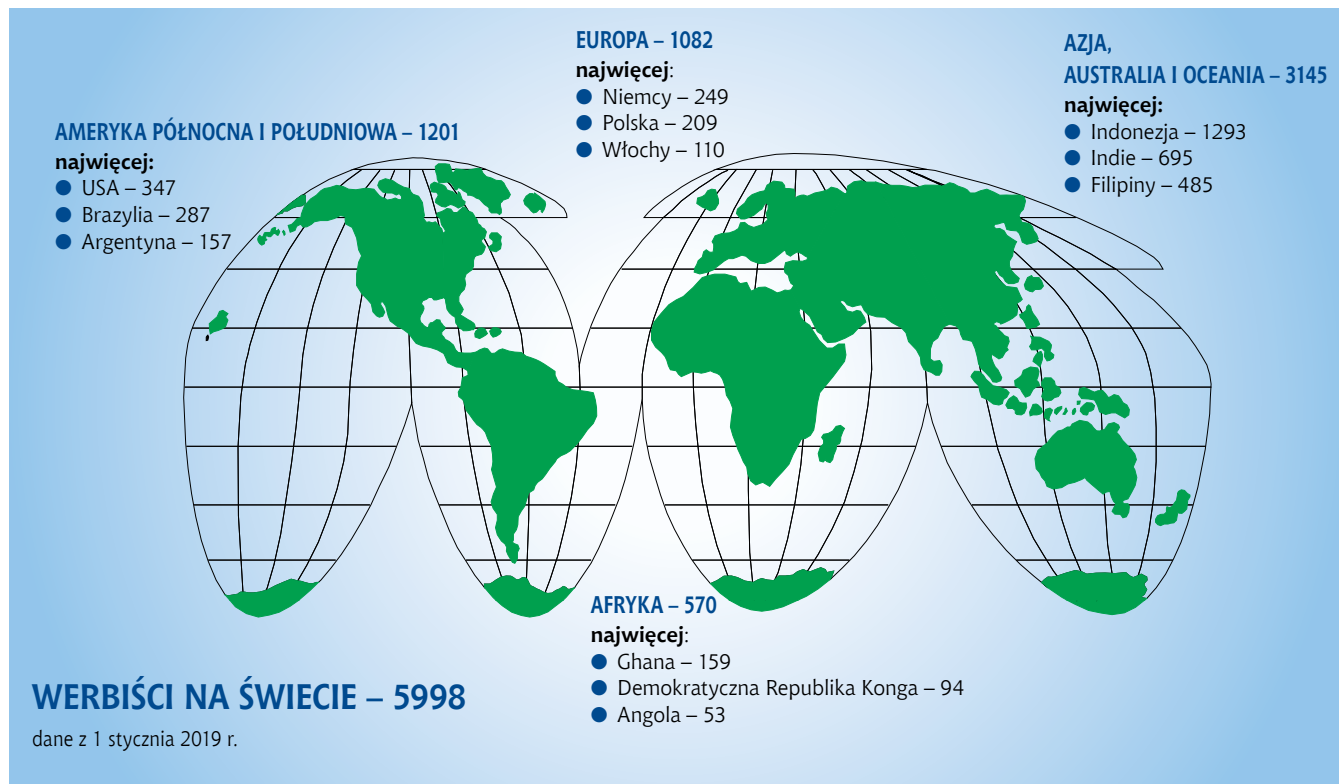 AMERYKA PÓŁNOCNA I POŁUDNIOWA – 1201
najwięcej:
● USA – 347
● Brazylia – 287
● Argentyna – 157
EUROPA – 1082
najwięcej:
● Niemcy – 249
● Polska – 209
● Włochy – 110
AZJA,
AUSTRALIA I OCEANIA – 3145
najwięcej:
● Indonezja – 1293
● Indie – 695
● Filipiny – 485
AFRYKA – 570
najwięcej:
● Ghana – 159
● Demokratyczna Republika Konga – 94
● Angola – 53
WERBIŚCI NA ŚWIECIE – 5998
dane z 1 stycznia 2019 r.